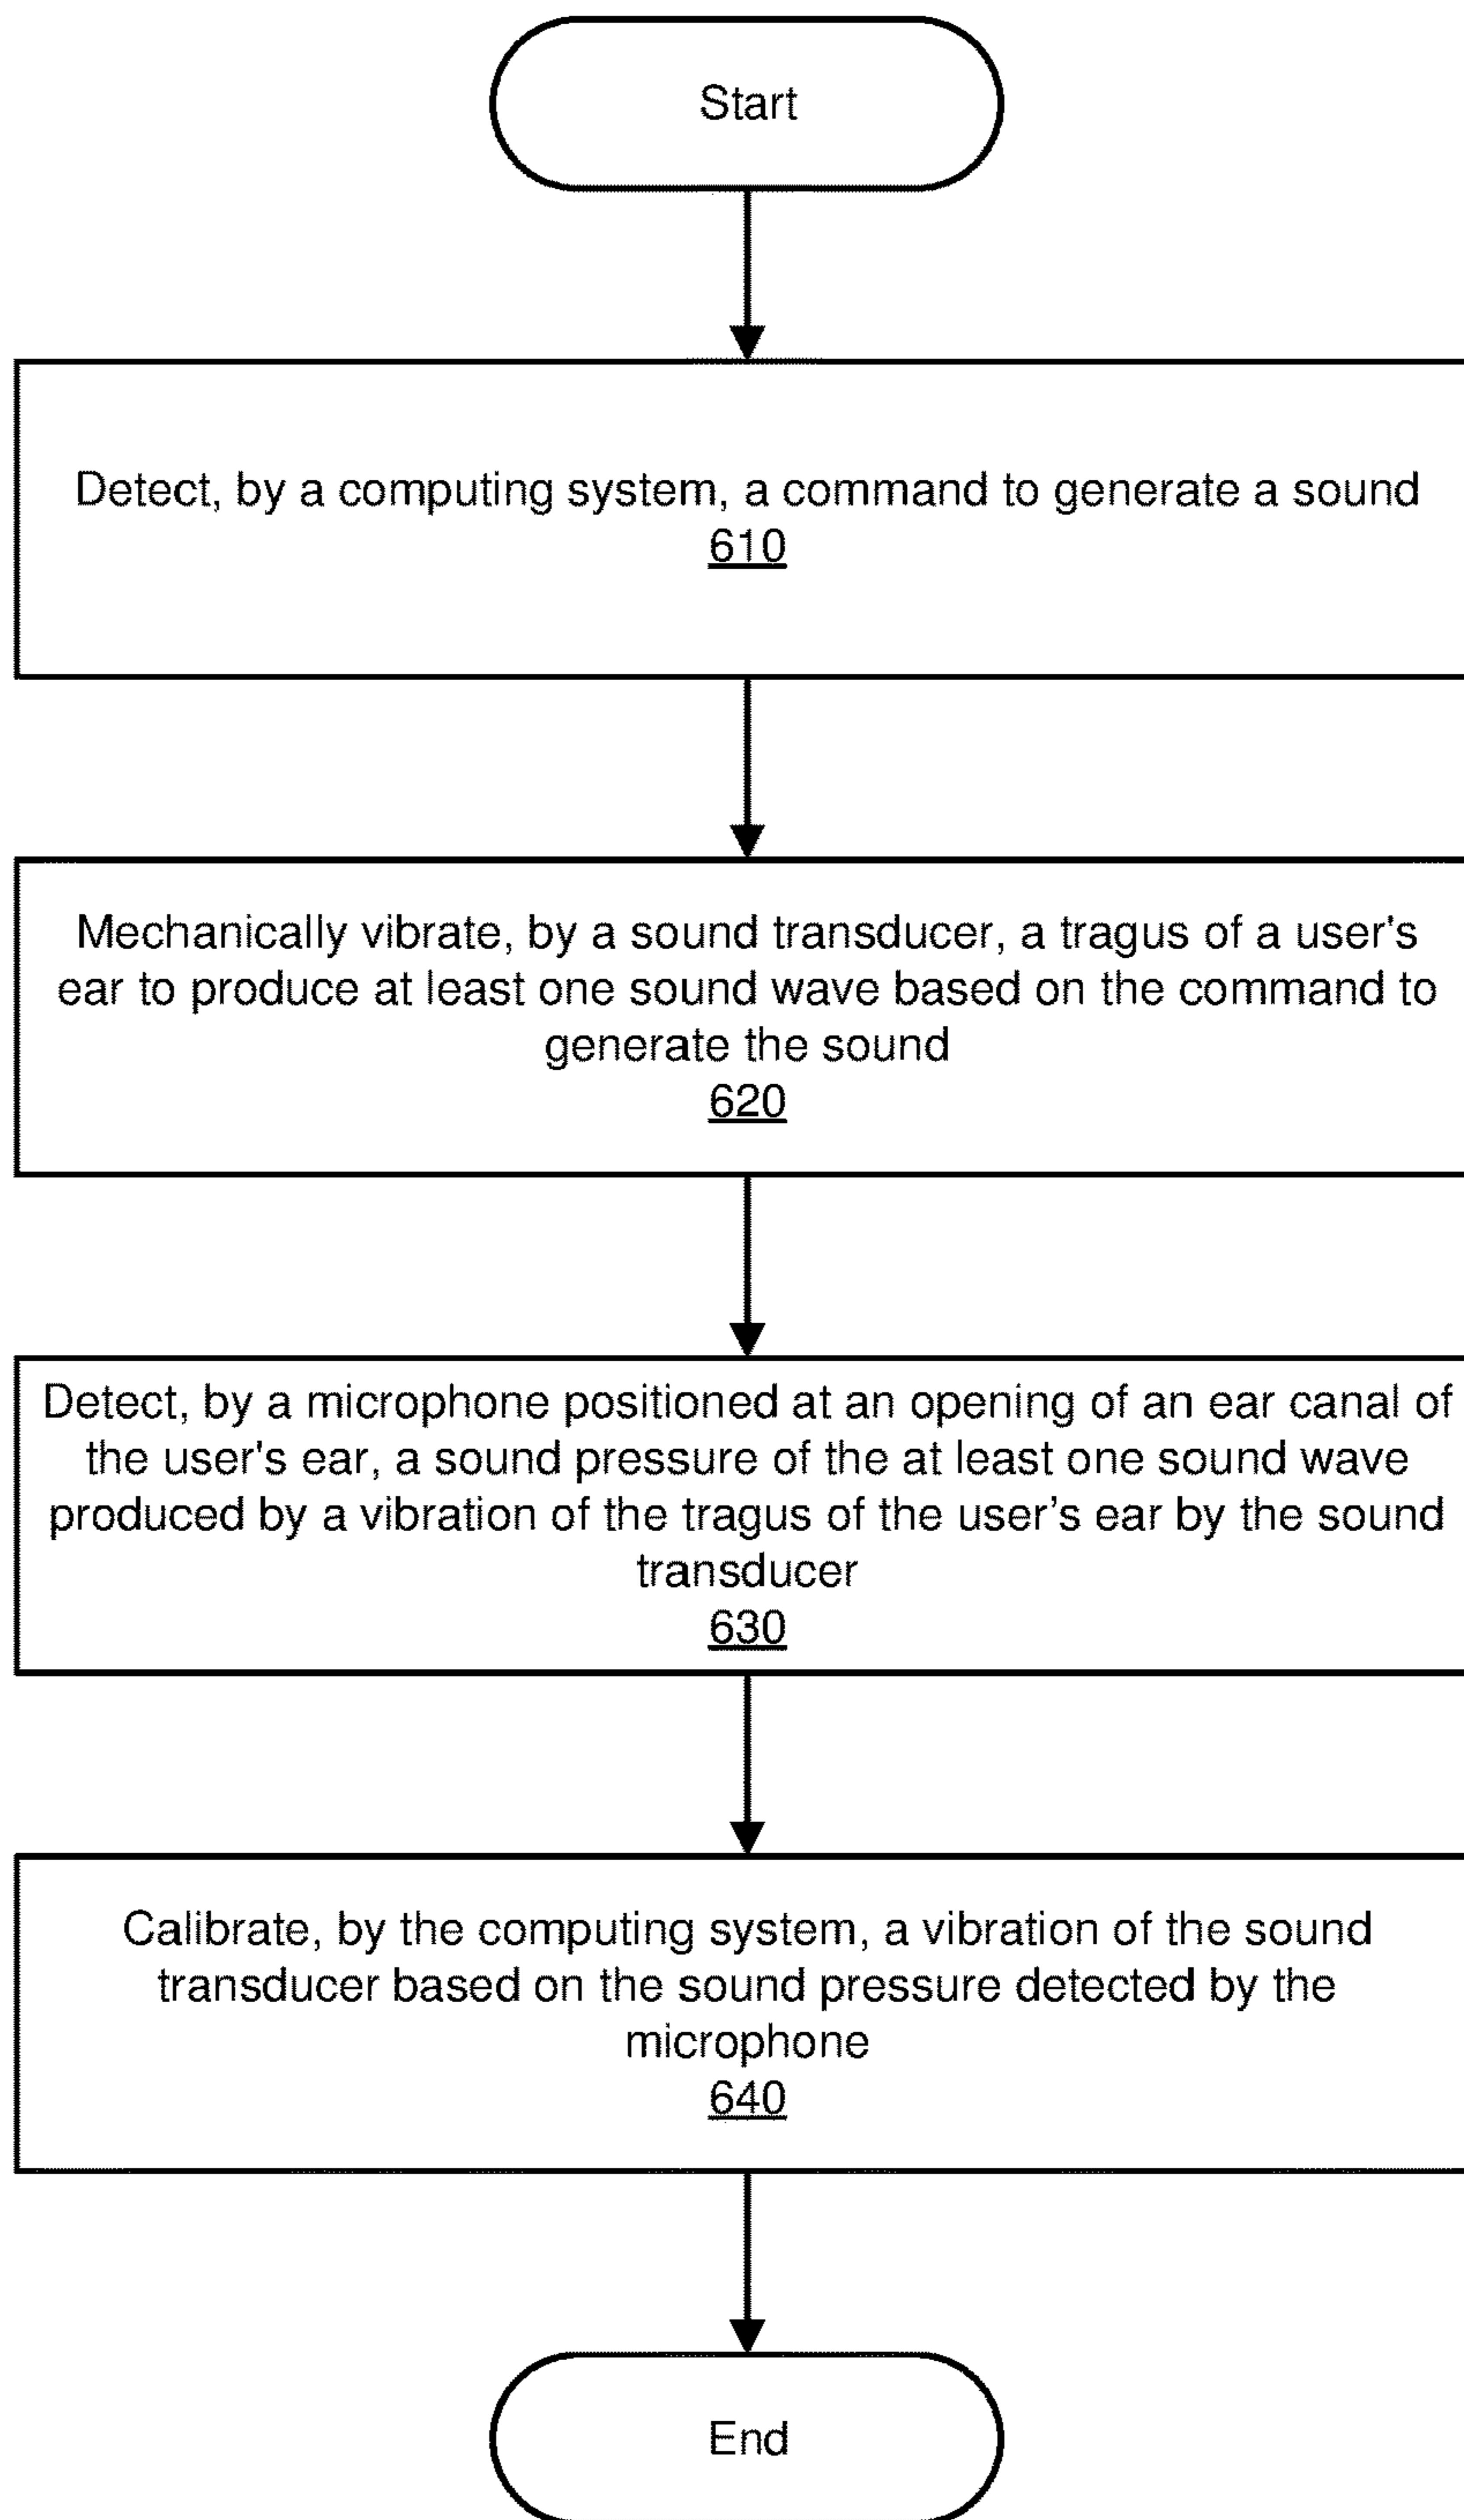 Start
Detect, by a computing system, a command to generate a sound
610
Mechanically vibrate, by a sound transducer, a tragus of a user's
ear to produce at least one sound wave based on the command to
generate the sound
620
Detect, by a microphone positioned at an opening of an ear canal of
the user's ear, a sound pressure of the at least one sound wave
produced by a vibration of the tragus of the user’s ear by the sound
transducer
630
Calibrate, by the computing system, a vibration of the sound
transducer based on the sound pressure detected by the
microphone
640
End